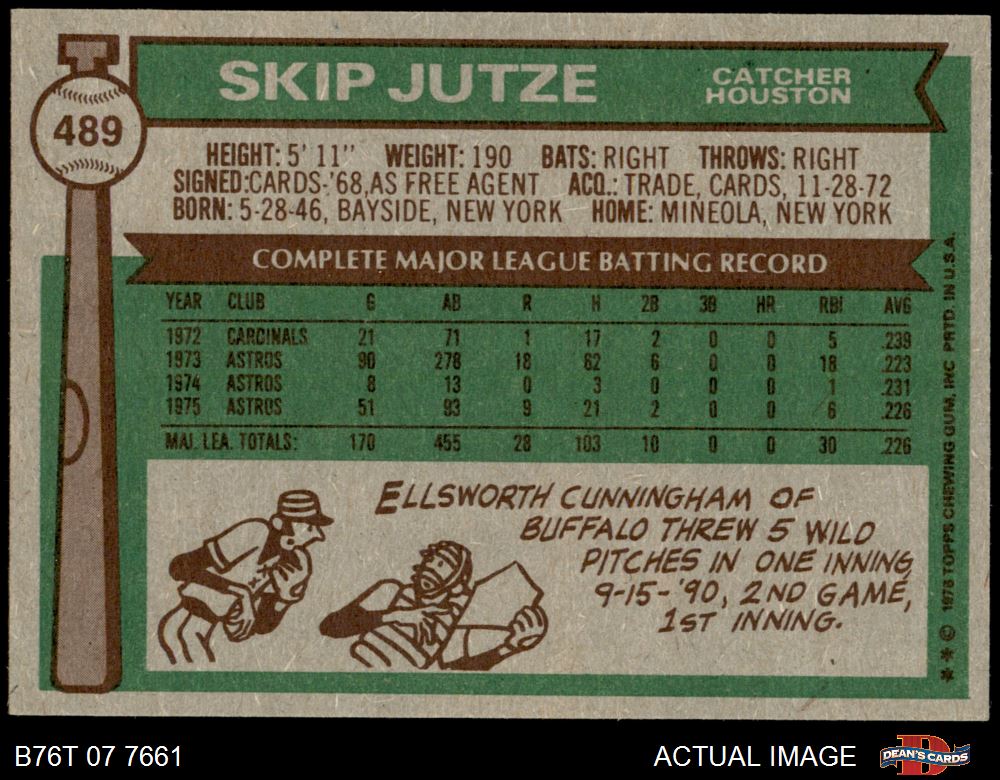 489
SKIP JUTZE
CATCHER
HOUSTON
HEIGHT: 5' 11" WEIGHT: 190 BATS: RIGHT THROWS: RIGHT
SIGNED:CARDS-'68,AS FREE AGENT ACQ.: TRADE, CARDS, 11-28-72
BORN: 5-28-46, BAYSIDE, NEW YORK HOME: MINEOLA, NEW YORK
COMPLETE MAJOR LEAGUE BATTING RECORD
YEAR CLUB G AB R H 2B 3B HR RBI AVG
1972 CARDINALS 21 71 1 17 2 0 0 5 .239
1973 ASTROS 90 278 18 62 6 0 0 18 .223
1974 ASTROS 8 13 0 3 0 0 0 1 .231
1975 ASTROS 51 93 9 21 2 0 0 6 .226
MAJ. LEA. TOTALS: 170 455 28 103 10 0 0 30 .226
ELLSWORTH CUNNINGHAM OF
BUFFALO THREW 5 WILD
PITCHES IN ONE INNING
9-15-'90, 2ND GAME,
1ST INNING.
** © 1976 TOPPS CHEWING GUM, INC PRTD. IN U.S.A.
B76T 07 7661
ACTUAL IMAGE
D
DEAN'S CARDS